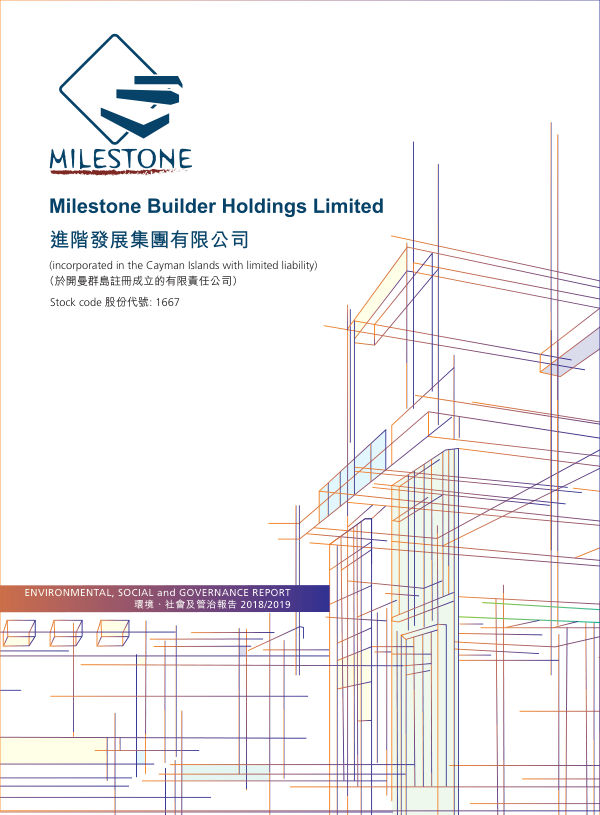 MILESTONE
Milestone Builder Holdings Limited
進階發展集團有限公司
(incorporated in the Cayman Islands with limited liability)
（於開曼群島註冊成立的有限責任公司）
Stock code 股份代號: 1667
ENVIRONMENTAL, SOCIAL and GOVERNANCE REPORT
環境、社會及管治報告 2018/2019